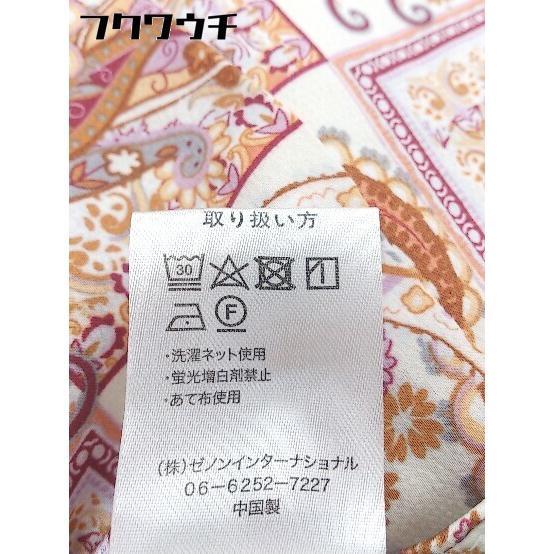 フクワウチ
取り扱い方
30
F
・洗濯ネット使用
・蛍光増白剤禁止
・あて布使用
(株)ゼノンインターナショナル
06-6252-7227
中国製